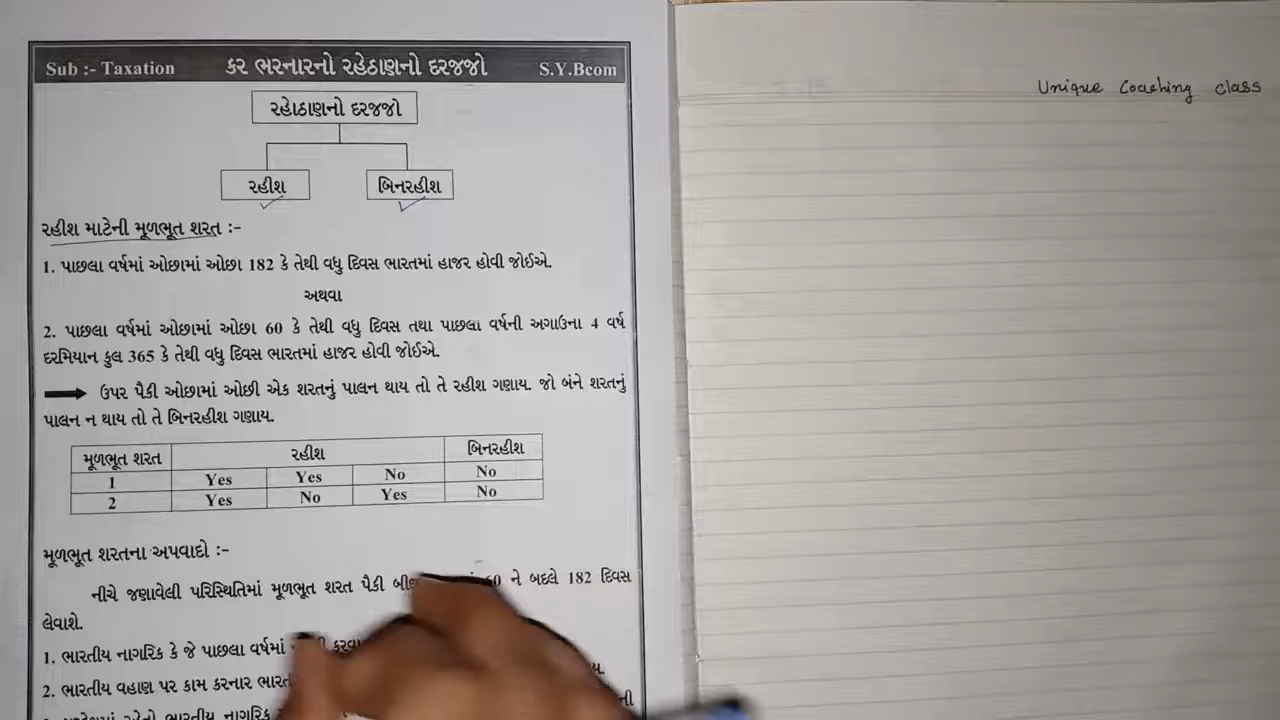 Sub :- Taxation કર ભરનારનો રહેઠાણનો દરજજો S.Y.Bcom
Unique Coaching class
રહેાઠાણનો દરજજો
રહીશ બિનરહીશ
રહીશ માટેની મૂળભૂત શરત :-
1. પાછલા વર્ષમાં ઓછામાં ઓછા 182 કે તેથી વધુ દિવસ ભારતમાં હાજર હોવી જોઈએ.
અથવા
2. પાછલા વર્ષમાં ઓછામાં ઓછા 60 કે તેથી વધુ દિવસ તથા પાછલા વર્ષની અગાઉના 4 વર્ષ
દરમિયાન કુલ 365 કે તેથી વધુ દિવસ ભારતમાં હાજર હોવી જોઈએ.
ઉપર પૈકી ઓછામાં ઓછી એક શરતનું પાલન થાય તો તે રહીશ ગણાય. જો બંને શરતનું
પાલન ન થાય તો તે બિનરહીશ ગણાય.
મૂળભૂત શરત રહીશ બિનરહીશ
1 Yes Yes No No
2 Yes No Yes No
મૂળભૂત શરતના અપવાદો :-
નીચે જણાવેલી પરિસ્થિતિમાં મૂળભૂત શરત પૈકી 60 ને બદલે 182 દિવસ
લેવાશે.
1. ભારતીય નાગરિક કે જે પાછલા વર્ષમાં
2. ભારતીય વહાણ પર કામ કરનાર
ભારતીય નાગરિક